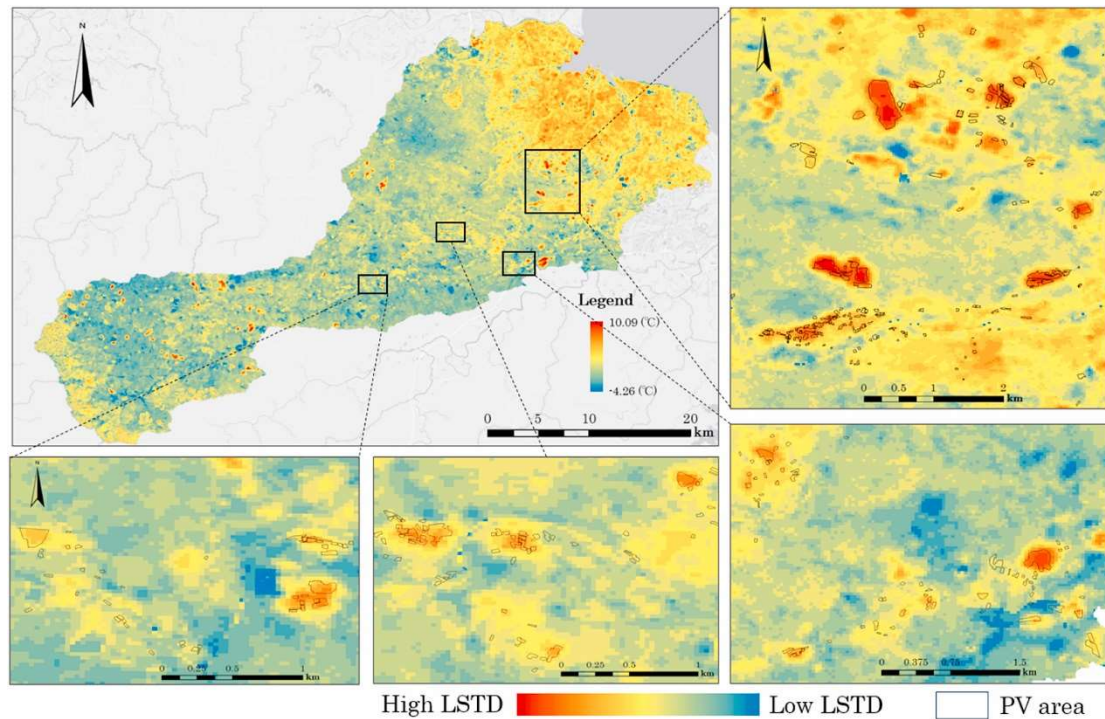 N
Legend
10.09 (℃)
-4.26 (℃)
0 5 10 20
km
N
0 0.5 1 2
km
N
0 0.25 0.5 1
km
0 0.25 0.5 1
km
0 0.375 0.75 1.5
km
High LSTD Low LSTD PV area